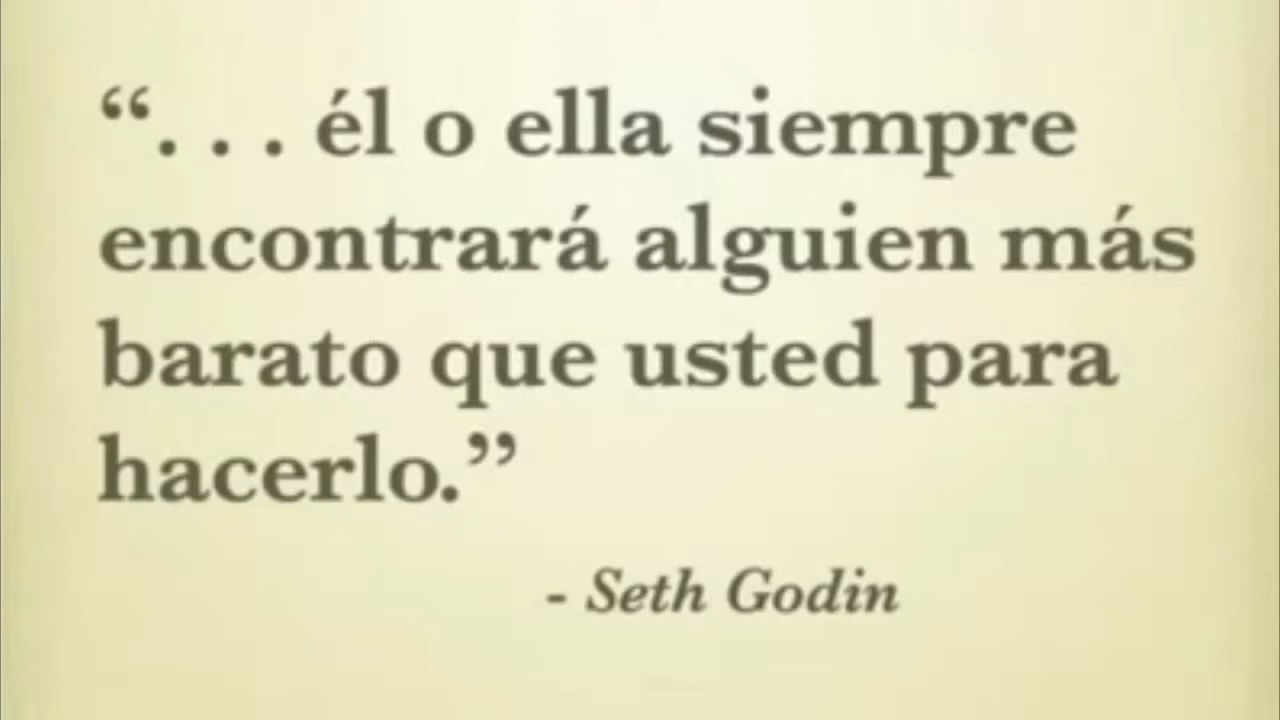 “. . . él o ella siempre
encontrará alguien más
barato que usted para
hacerlo.”
- Seth Godin